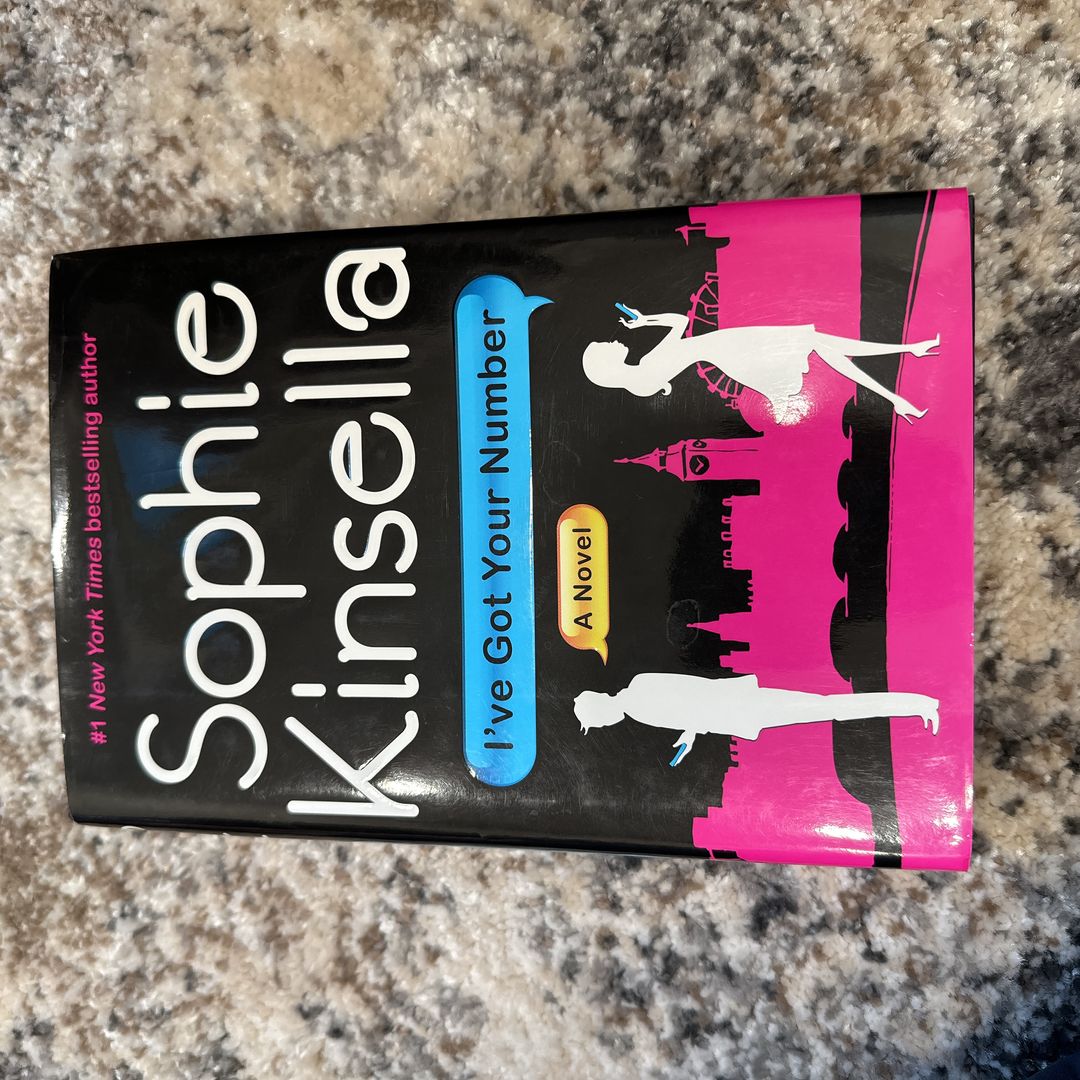 #1 New York Times bestselling author
Sophie
Kinsella
I've Got Your Number
A Novel